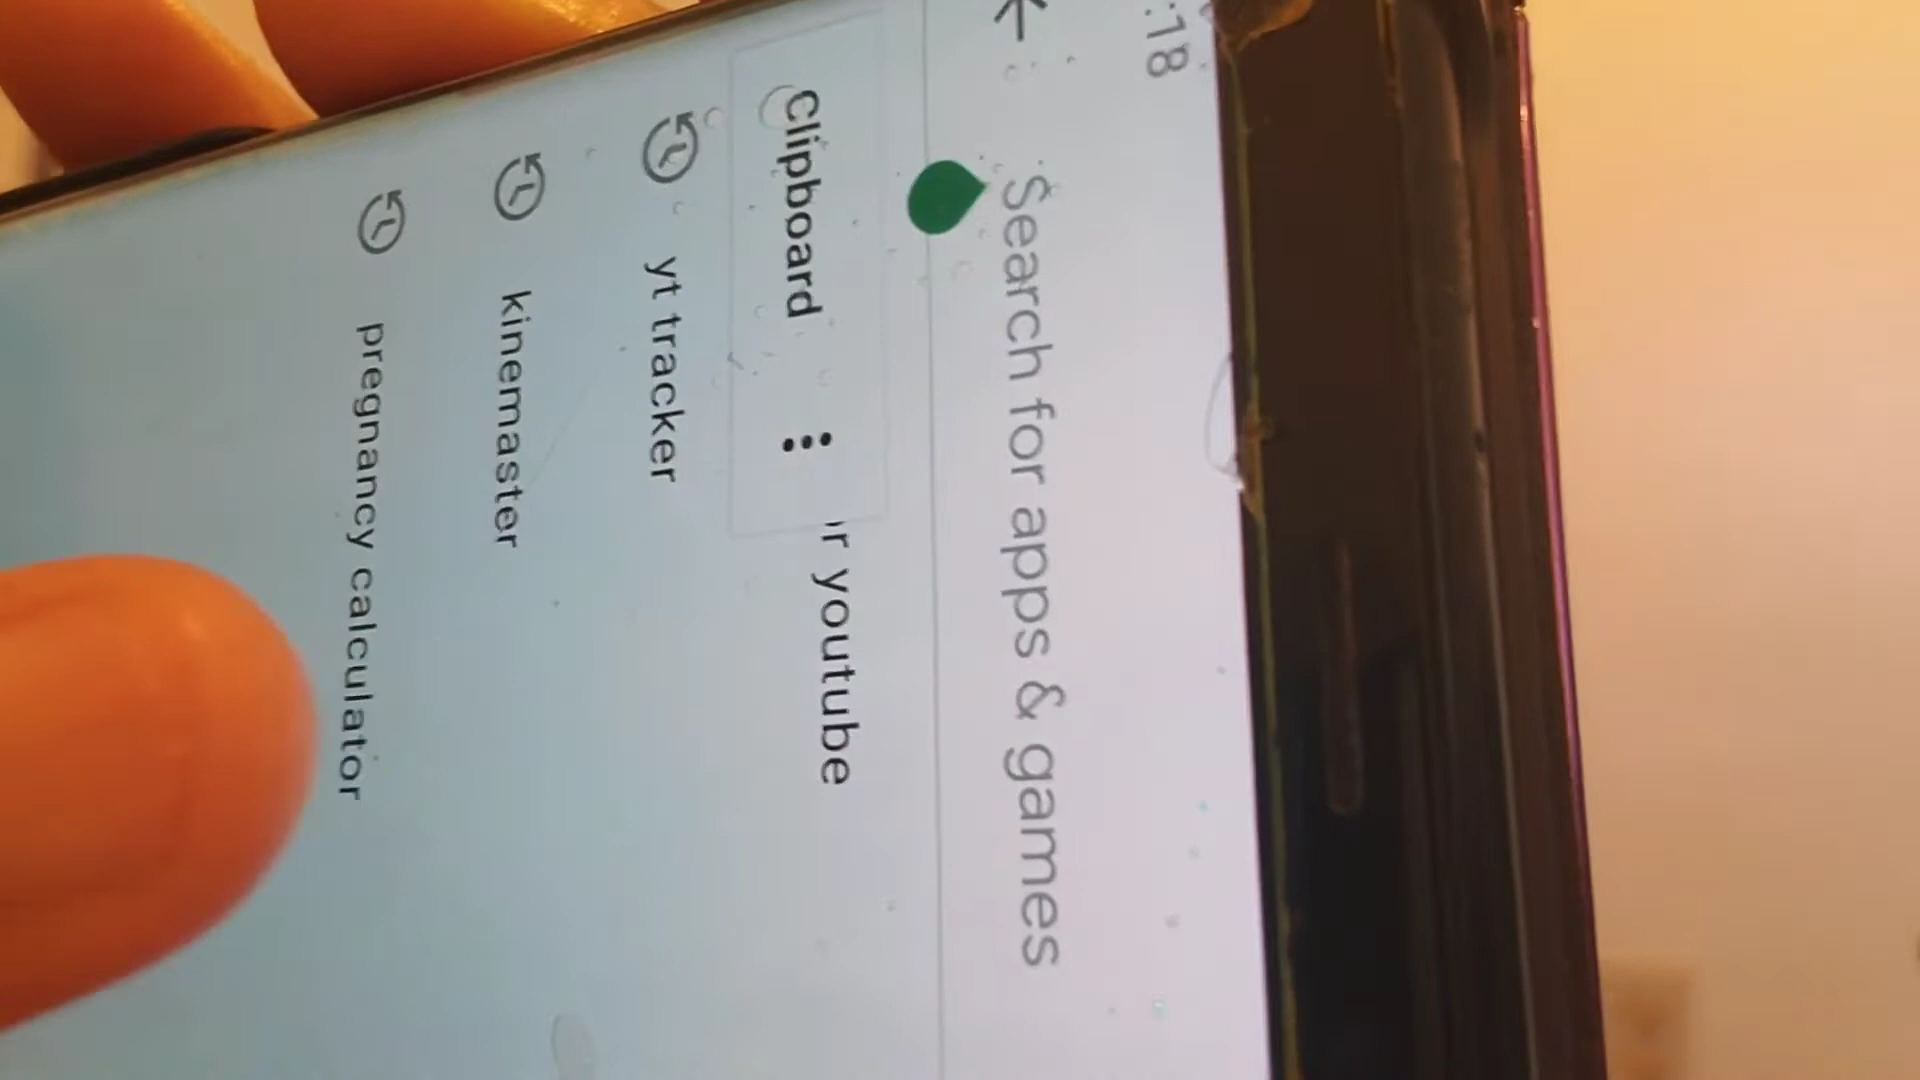 :18
Search for apps & games
Clipboard
youtube
yt tracker
kinemaster
pregnancy calculator